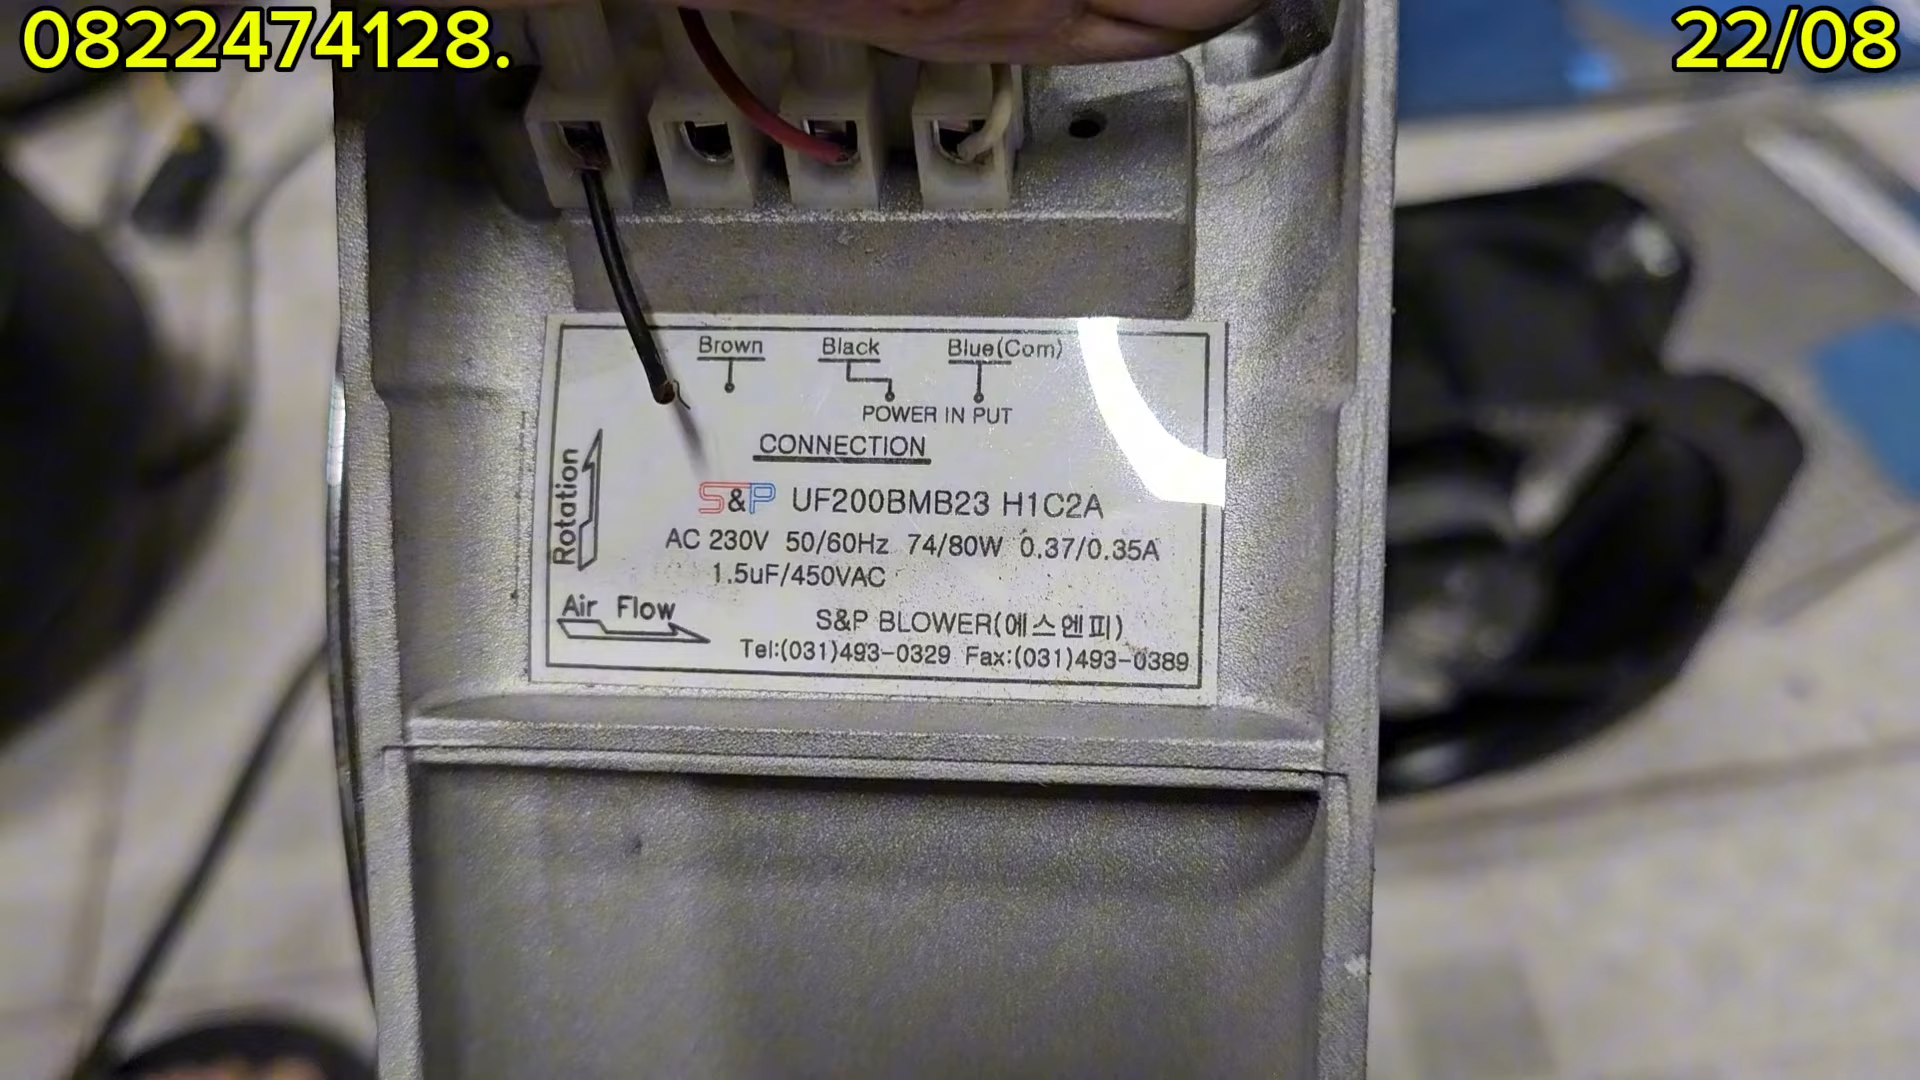 0822474128.
22/08
Brown Black Blue(Com)
POWER IN PUT
CONNECTION
Rotation
S&P UF200BMB23 H1C2A
AC 230V 50/60Hz 74/80W 0.37/0.35A
1.5uF/450VAC
Air Flow
S&P BLOWER(에스엔피)
Tel:(031)493-0329 Fax:(031)493-0389